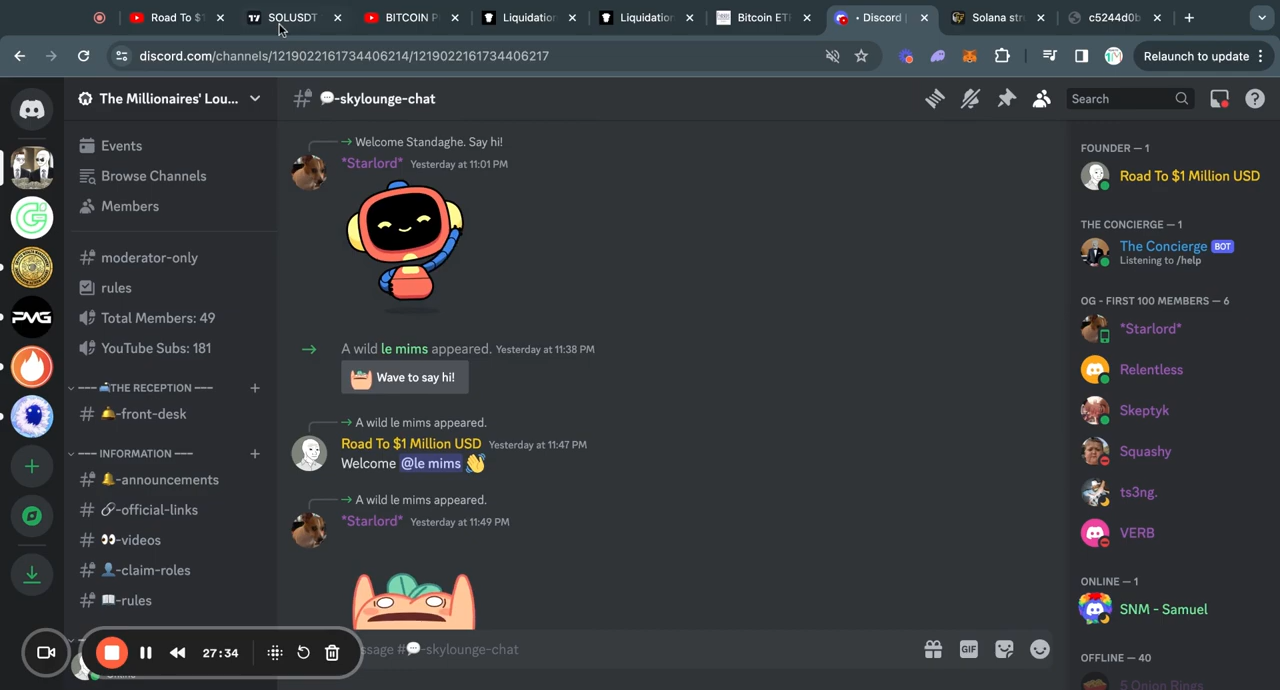 Road To $1
SOLUSDT
BITCOIN P
Liquidation
Liquidation
Bitcoin ETF
• Discord |
Solana str
c5244d0b
discord.com/channels/1219022161734406214/1219022161734406217
Relaunch to update
The Millionaires' Lou...
💬-skylounge-chat
Search
Events
Browse Channels
Members
moderator-only
rules
Total Members: 49
YouTube Subs: 181
--- 🛋THE RECEPTION ---
🛎️-front-desk
--- INFORMATION ---
🔔-announcements
🔗-official-links
👀-videos
👤-claim-roles
📖-rules
27:34
Welcome Standaghe. Say hi!
*Starlord* Yesterday at 11:01 PM
A wild le mims appeared. Yesterday at 11:38 PM
Wave to say hi!
A wild le mims appeared.
Road To $1 Million USD Yesterday at 11:47 PM
Welcome @le mims 👋
A wild le mims appeared.
*Starlord* Yesterday at 11:49 PM
ssage #💬-skylounge-chat
GIF
FOUNDER — 1
Road To $1 Million USD
THE CONCIERGE — 1
The Concierge BOT
Listening to /help
OG - FIRST 100 MEMBERS — 6
*Starlord*
Relentless
Skeptyk
Squashy
ts3ng.
VERB
ONLINE — 1
SNM - Samuel
OFFLINE — 40
5 Onion Rings
PMG